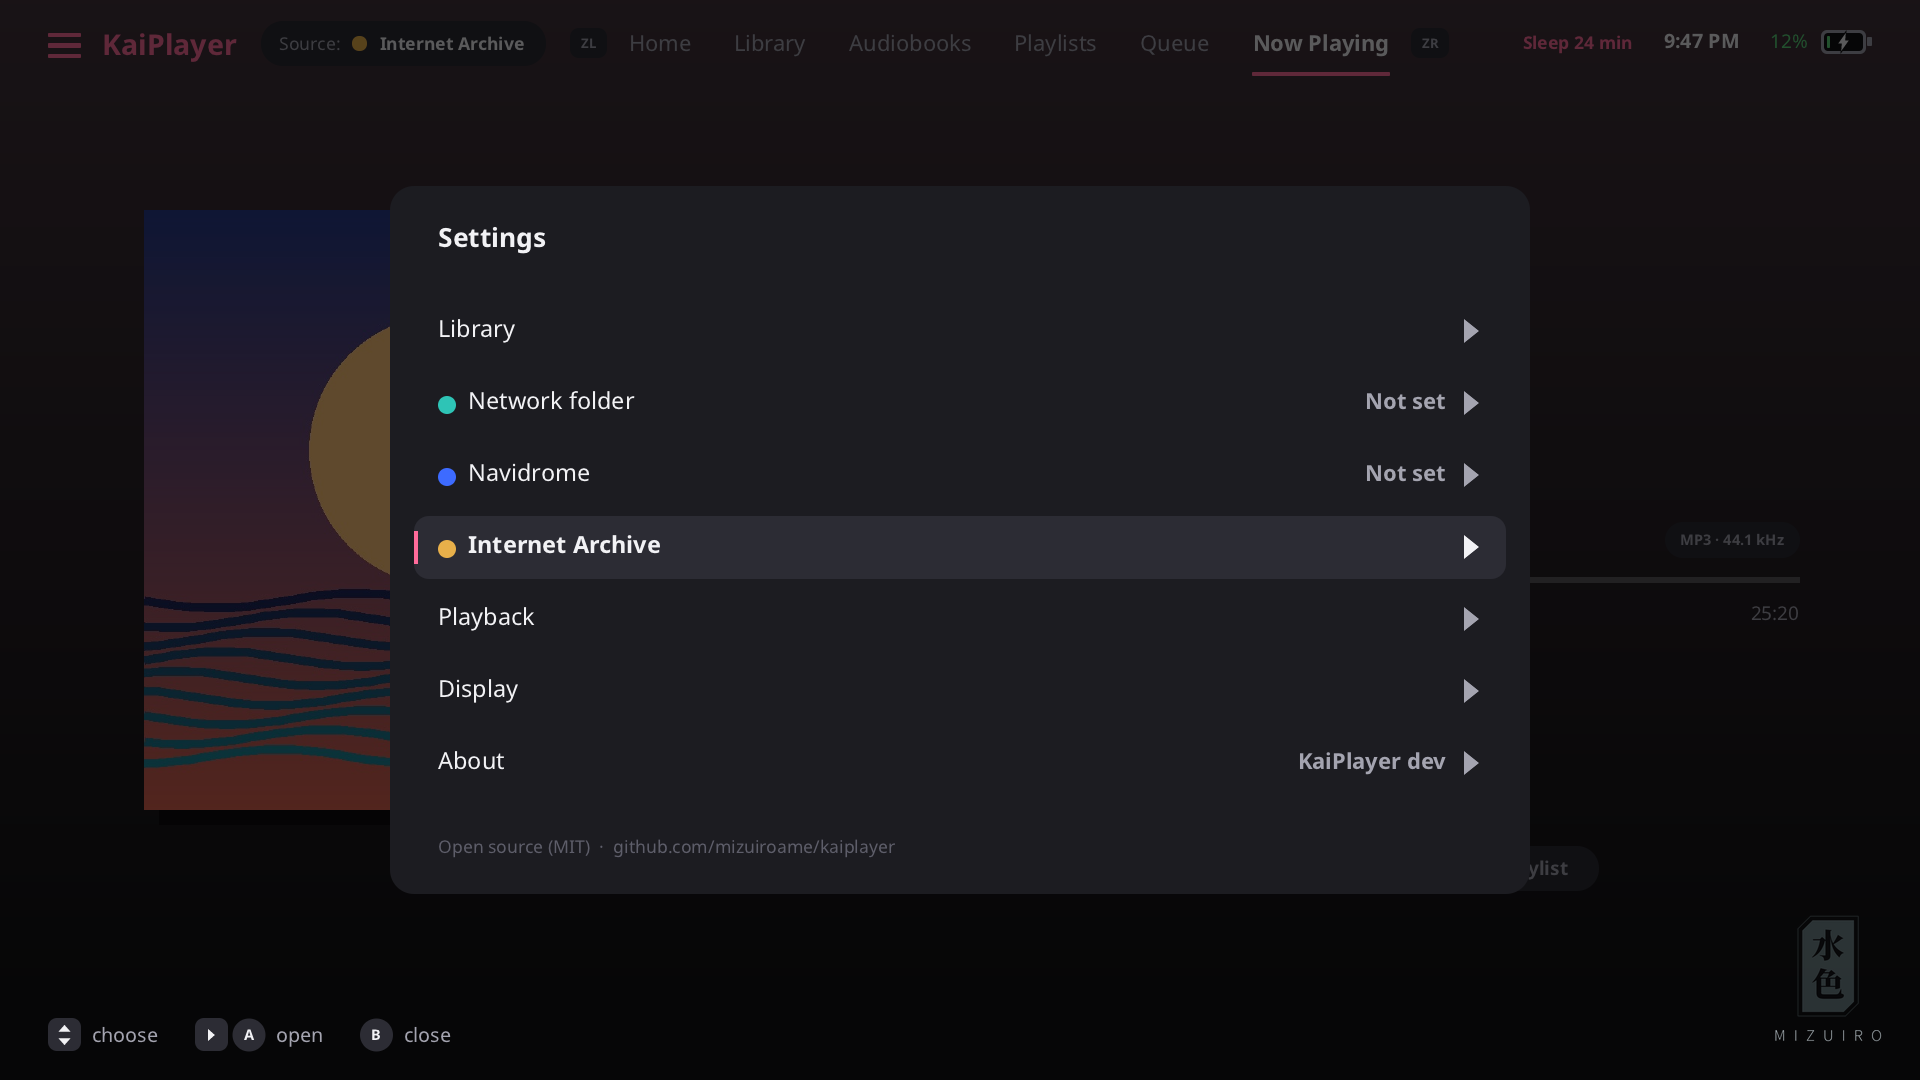 KaiPlayer
Source: Internet Archive
ZL
Home
Library
Audiobooks
Playlists
Queue
Now Playing
ZR
Sleep 24 min
9:47 PM
12%
Settings
Library
Network folder
Not set
Navidrome
Not set
Internet Archive
Playback
Display
About
KaiPlayer dev
Open source (MIT) · github.com/mizuiroame/kaiplayer
MP3 · 44.1 kHz
25:20
ylist
水色
MIZUIRO
choose
A open
B close